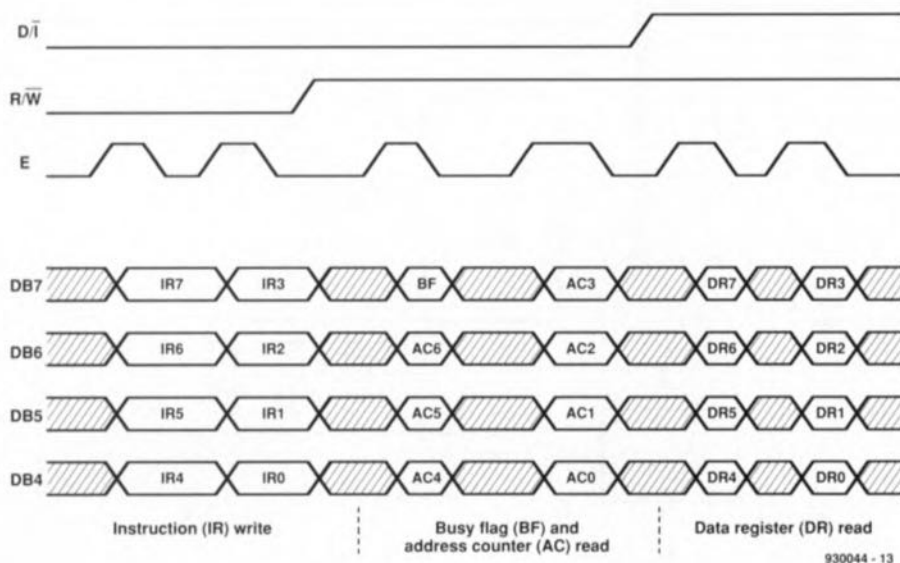 D/I̅
R/W̅
E
DB7 IR7 IR3 BF AC3 DR7 DR3
DB6 IR6 IR2 AC6 AC2 DR6 DR2
DB5 IR5 IR1 AC5 AC1 DR5 DR1
DB4 IR4 IR0 AC4 AC0 DR4 DR0
Instruction (IR) write
Busy flag (BF) and
address counter (AC) read
Data register (DR) read
930044 - 13